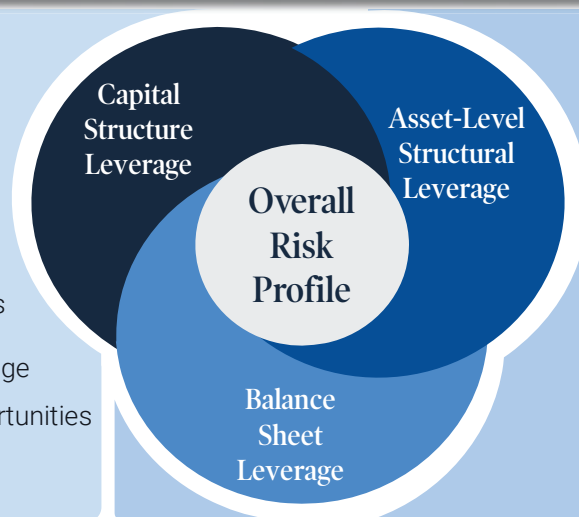 Capital
Structure
Leverage
Asset-Level
Structural
Leverage
Overall
Risk
Profile
Balance
Sheet
Leverage